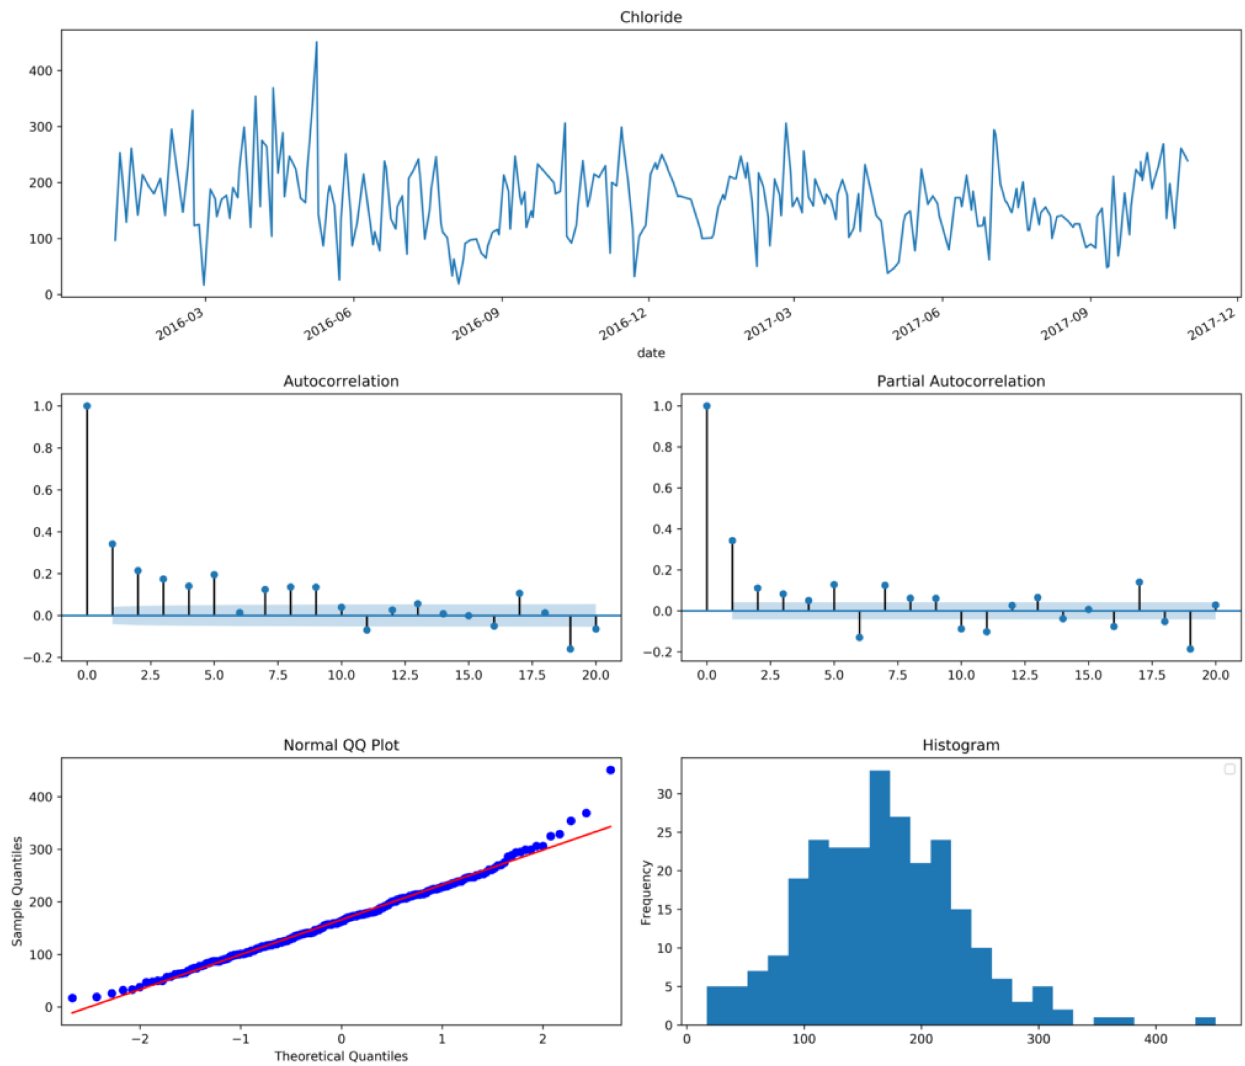 Chloride
400
300
200
100
0
2016-03 2016-06 2016-09 2016-12 2017-03 2017-06 2017-09 2017-12
date
Autocorrelation
1.0
0.8
0.6
0.4
0.2
0.0
−0.2
0.0 2.5 5.0 7.5 10.0 12.5 15.0 17.5 20.0
Partial Autocorrelation
1.0
0.8
0.6
0.4
0.2
0.0
−0.2
0.0 2.5 5.0 7.5 10.0 12.5 15.0 17.5 20.0
Normal QQ Plot
Sample Quantiles
400
300
200
100
0
−2 −1 0 1 2
Theoretical Quantiles
Histogram
Frequency
30
25
20
15
10
5
0
0 100 200 300 400